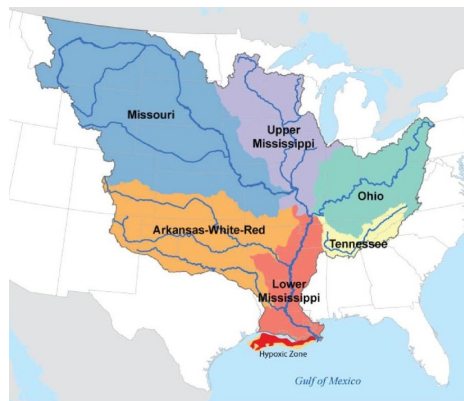 Missouri
Upper
Mississippi
Ohio
Arkansas-White-Red
Tennessee
Lower
Mississippi
Hypoxic Zone
Gulf of Mexico